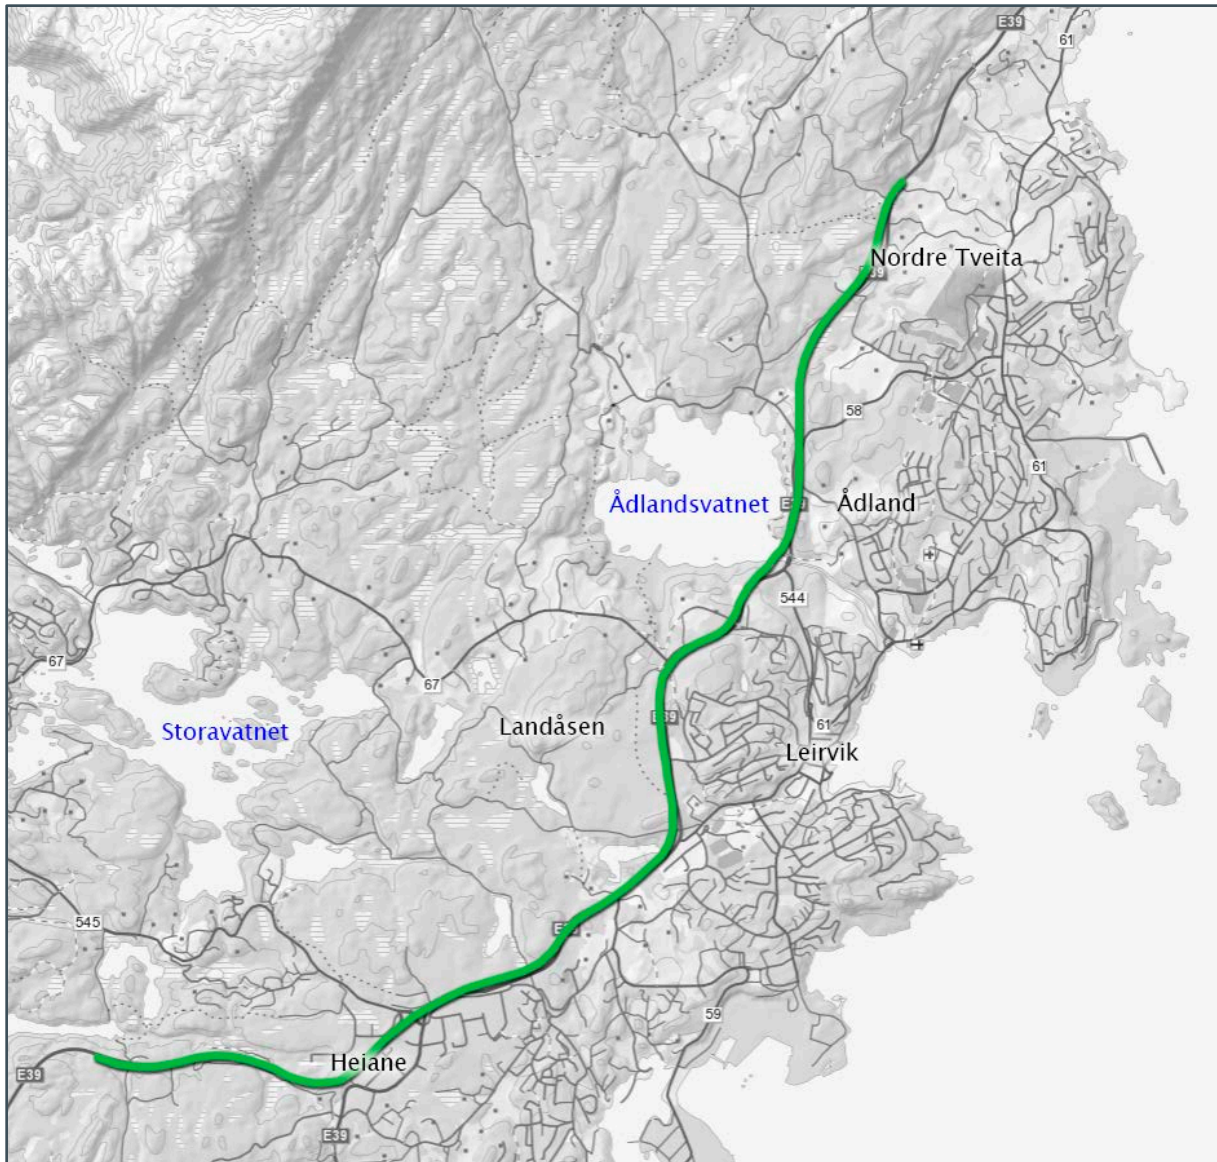 E39
61
Nordre Tveita
E39
58
61
Ådlandsvatnet
E39
Ådland
544
67
67
Storavatnet
Landåsen
E39
61
Leirvik
545
E39
59
Heiane
E39
E39